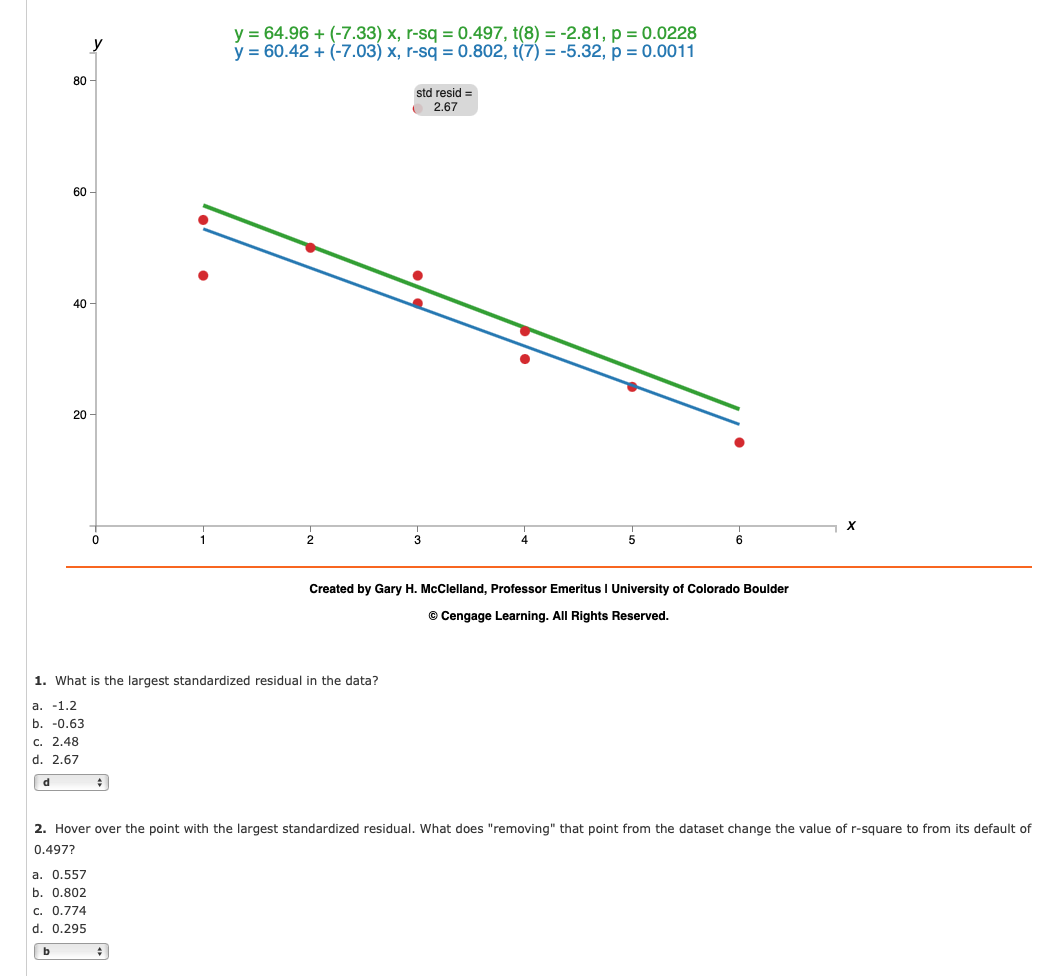 y = 64.96 + (-7.33) x, r-sq = 0.497, t(8) = -2.81, p = 0.0228
y = 60.42 + (-7.03) x, r-sq = 0.802, t(7) = -5.32, p = 0.0011
y
80
std resid =
2.67
60
40
20
0 1 2 3 4 5 6
x
Created by Gary H. McClelland, Professor Emeritus | University of Colorado Boulder
© Cengage Learning. All Rights Reserved.
1. What is the largest standardized residual in the data?
a. -1.2
b. -0.63
c. 2.48
d. 2.67
d
2. Hover over the point with the largest standardized residual. What does "removing" that point from the dataset change the value of r-square to from its default of
0.497?
a. 0.557
b. 0.802
c. 0.774
d. 0.295
b